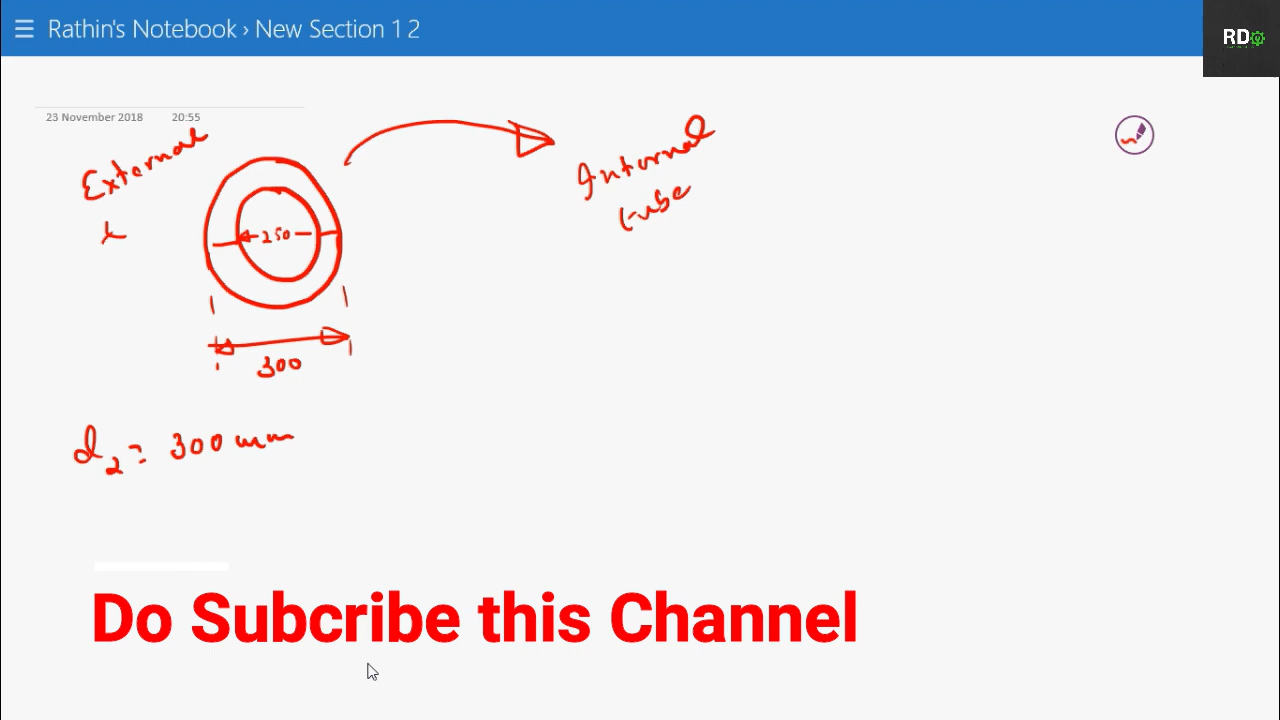 Rathin's Notebook › New Section 1 2
RD
23 November 2018 20:55
External
Internal
tube
250
300
d2 = 300 mm
Do Subcribe this Channel